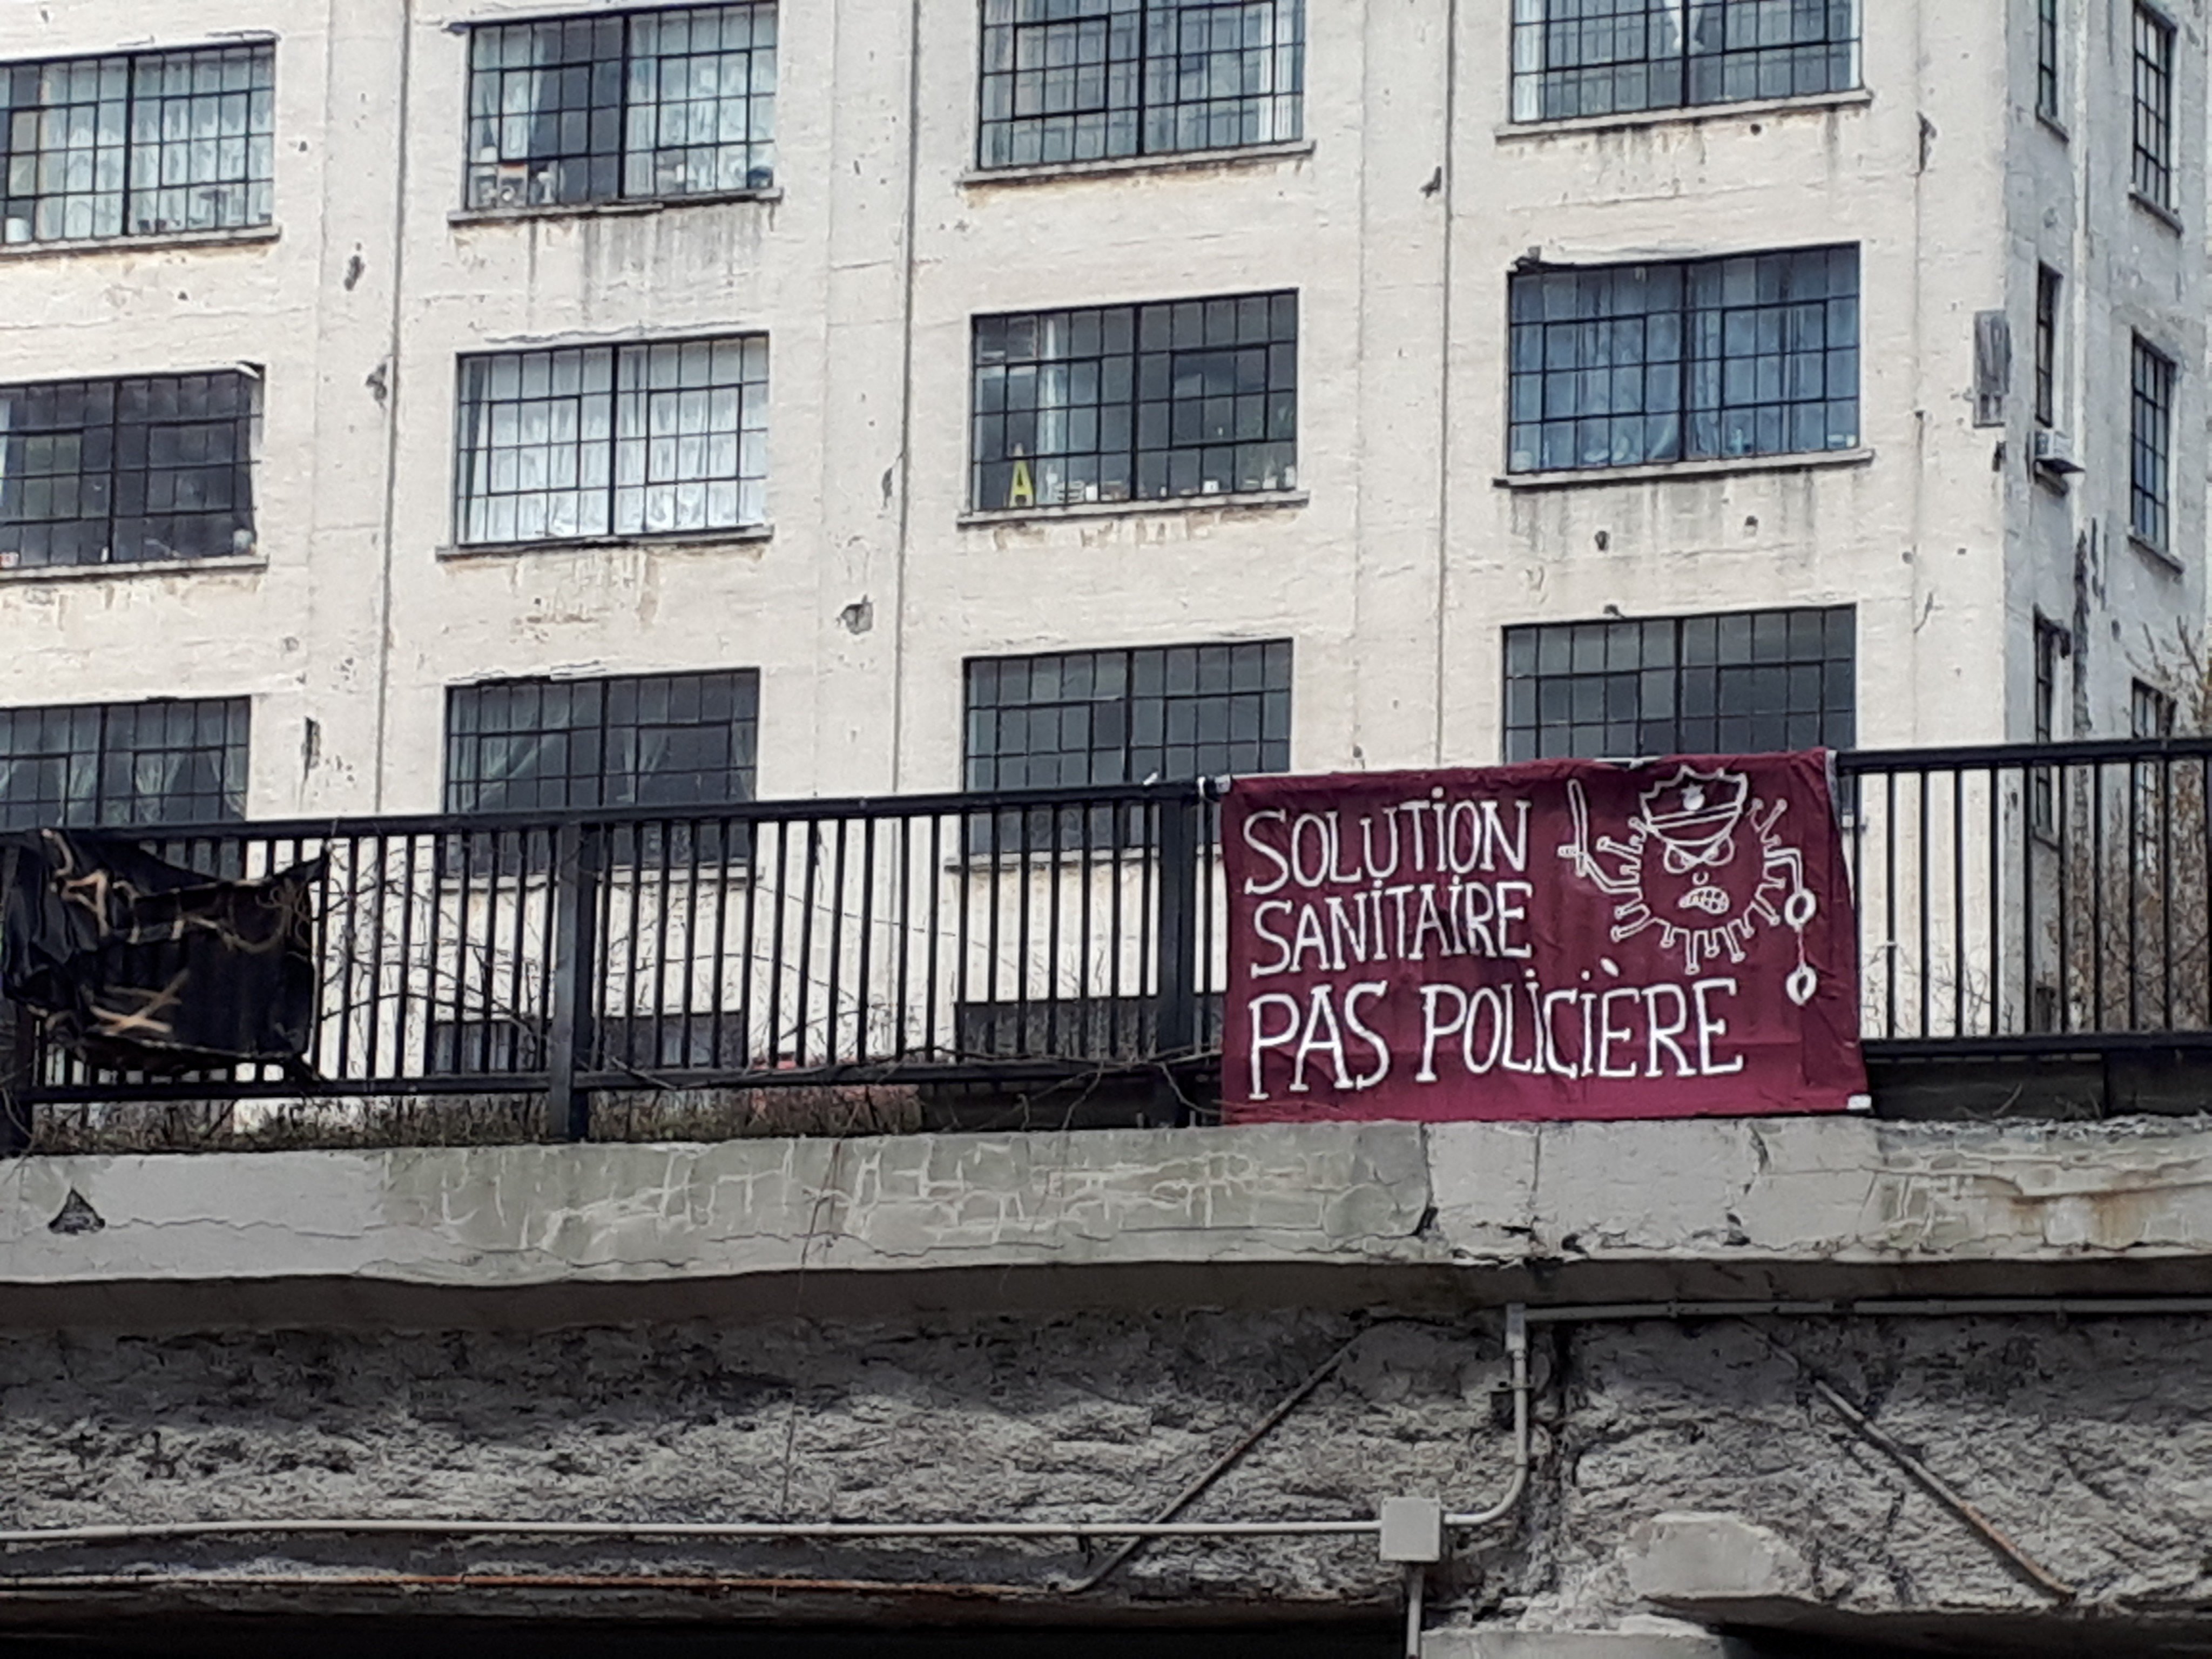 A
SOLUTION
SANITAIRE
PAS POLICIÈRE